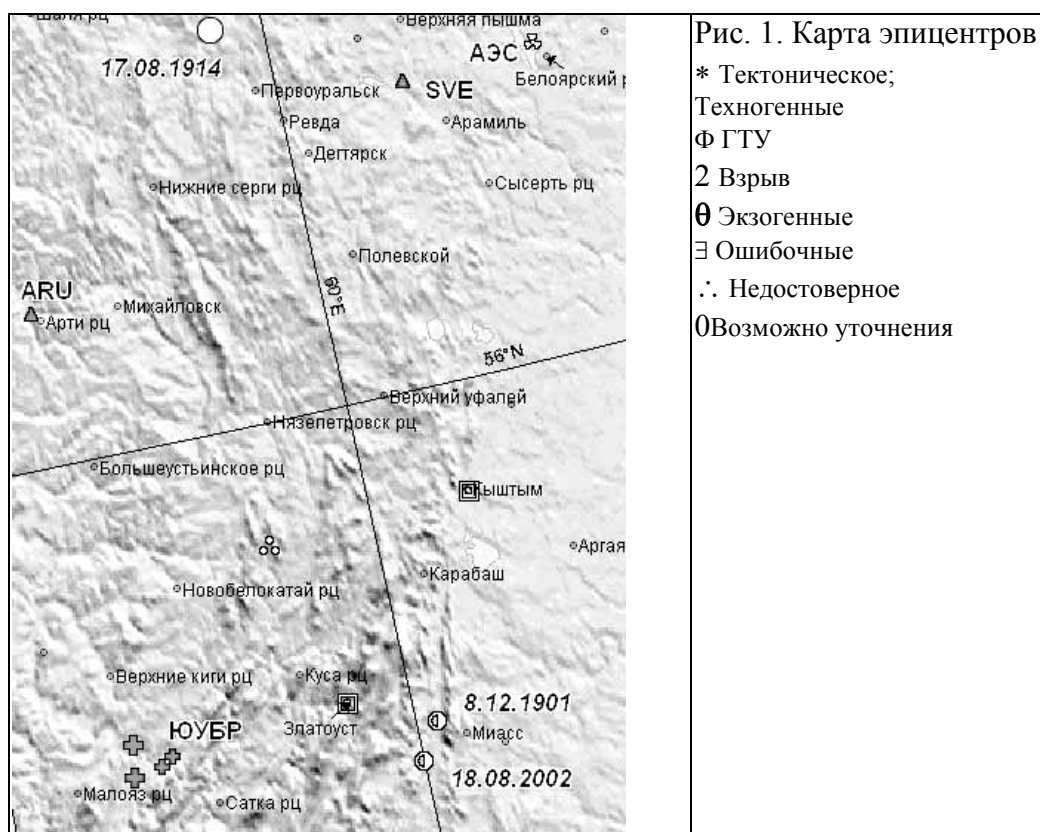 Шаля рц
Верхняя пышма
17.08.1914
АЭС
Белоярский р
Первоуральск
SVE
Ревда
Арамиль
Дегтярск
Нижние серги рц
Сысерть рц
Полевской
ARU
60°E
Михайловск
Арти рц
56°N
Верхний уфалей
Нязепетровск рц
Большеустьинское рц
Кыштым
Аргая
Карабаш
Новобелокатай рц
Верхние киги рц
Куса рц
8.12.1901
ЮУБР
Златоуст
Миасс
18.08.2002
Малояз рц
Сатка рц
Рис. 1. Карта эпицентров
* Тектоническое;
Техногенные
Ф ГТУ
2 Взрыв
θ Экзогенные
∃ Ошибочные
∴ Недостоверное
0Возможно уточнения